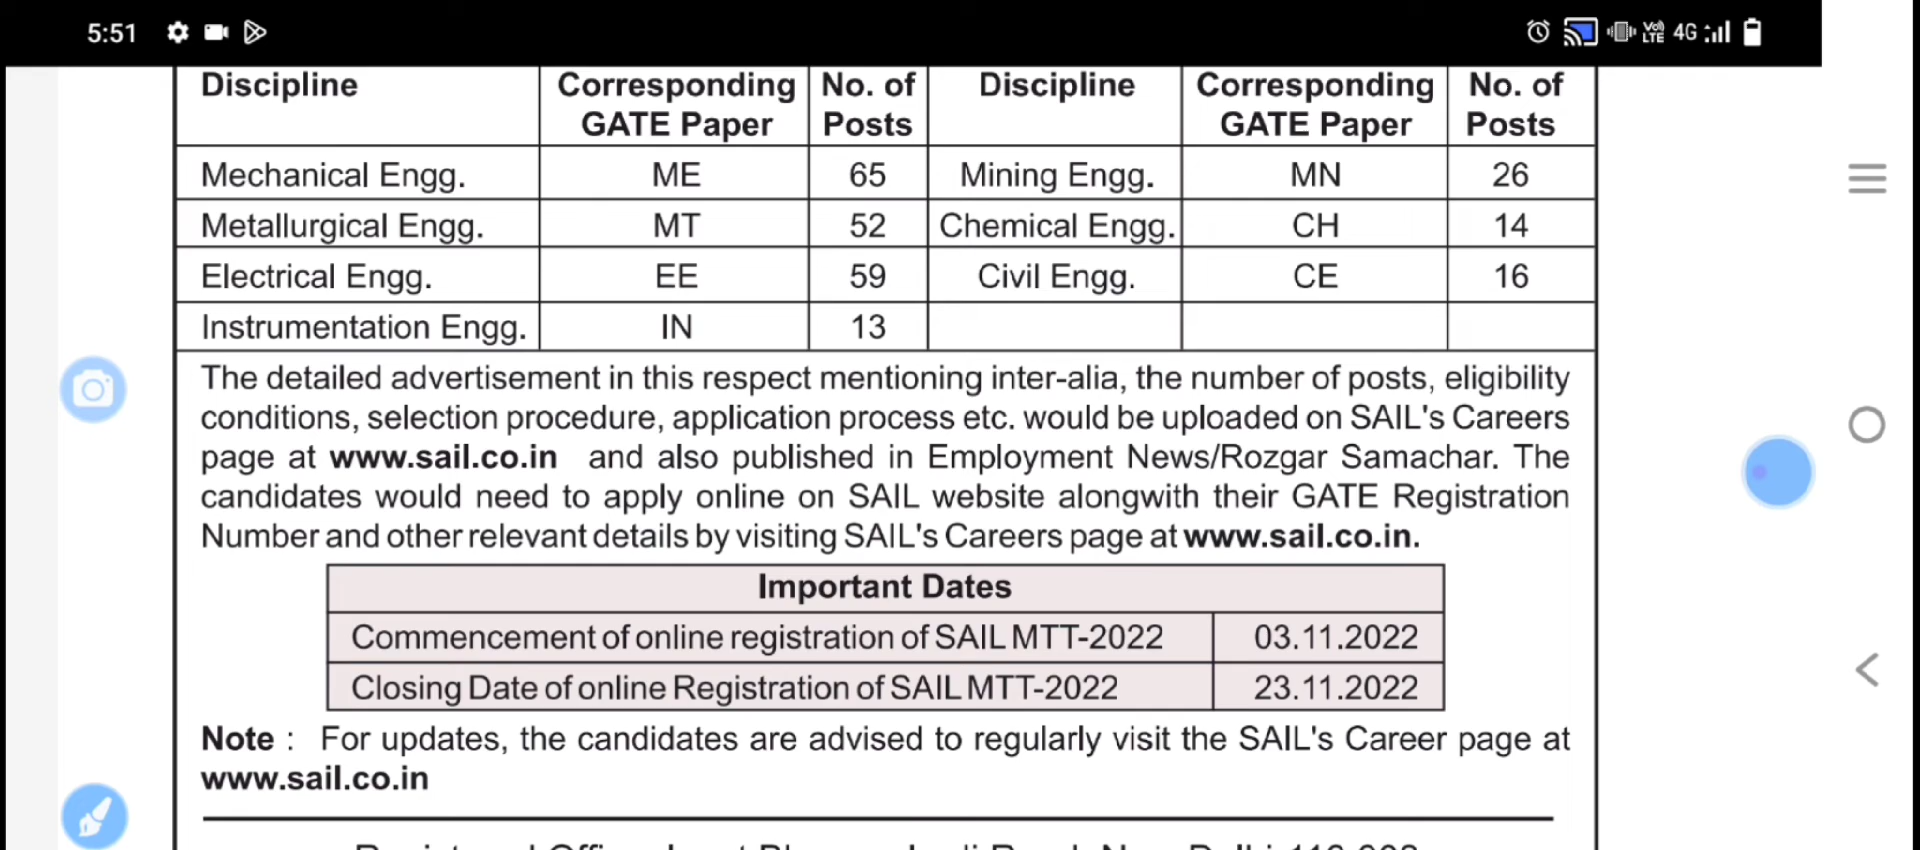 5:51 4G
Discipline Corresponding GATE Paper No. of Posts Discipline Corresponding GATE Paper No. of Posts
Mechanical Engg. ME 65 Mining Engg. MN 26
Metallurgical Engg. MT 52 Chemical Engg. CH 14
Electrical Engg. EE 59 Civil Engg. CE 16
Instrumentation Engg. IN 13
The detailed advertisement in this respect mentioning inter-alia, the number of posts, eligibility
conditions, selection procedure, application process etc. would be uploaded on SAIL's Careers
page at www.sail.co.in and also published in Employment News/Rozgar Samachar. The
candidates would need to apply online on SAIL website alongwith their GATE Registration
Number and other relevant details by visiting SAIL's Careers page at www.sail.co.in.
Important Dates
Commencement of online registration of SAIL MTT-2022 03.11.2022
Closing Date of online Registration of SAIL MTT-2022 23.11.2022
Note : For updates, the candidates are advised to regularly visit the SAIL's Career page at
www.sail.co.in